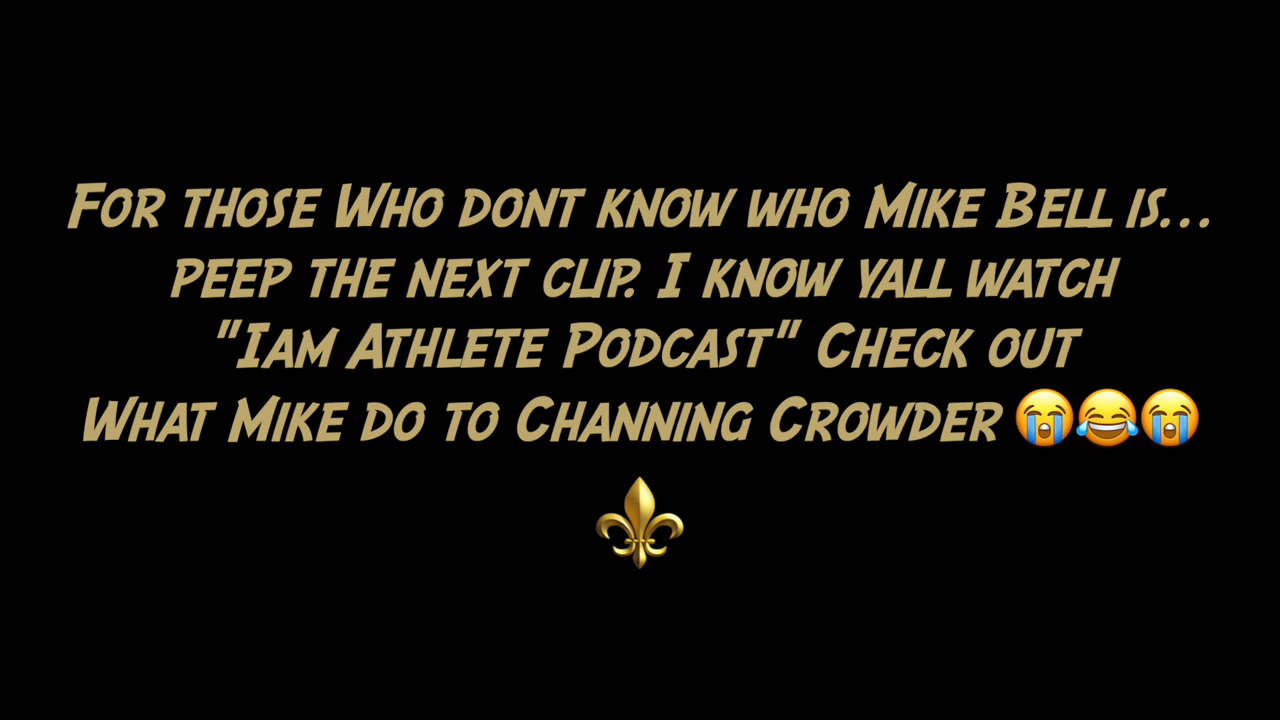 For those Who dont know who Mike Bell is...
peep the next clip. I know yall watch
"Iam Athlete Podcast" Check out
What Mike do to Channing Crowder 😭😂😭
⚜️